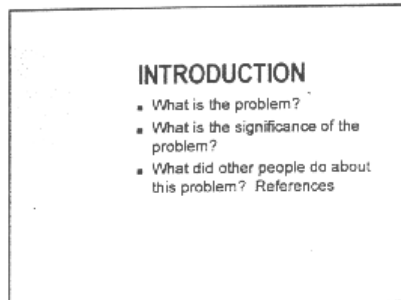 INTRODUCTION
▪ What is the problem?
▪ What is the significance of the
problem?
▪ What did other people do about
this problem?  References